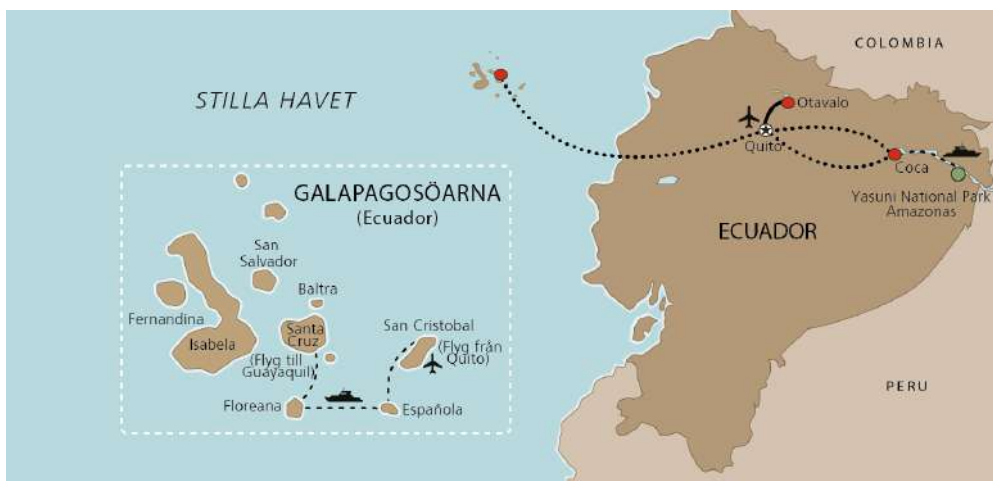 COLOMBIA
STILLA HAVET
Otavalo
Quito
Coca
Yasuni National Park
Amazonas
GALAPAGOSÖARNA
(Ecuador)
ECUADOR
San
Salvador
Baltra
Fernandina
Isabela
Santa
Cruz
(Flyg till
Guayaquil)
San Cristobal
(Flyg från
Quito)
Floreana
Española
PERU